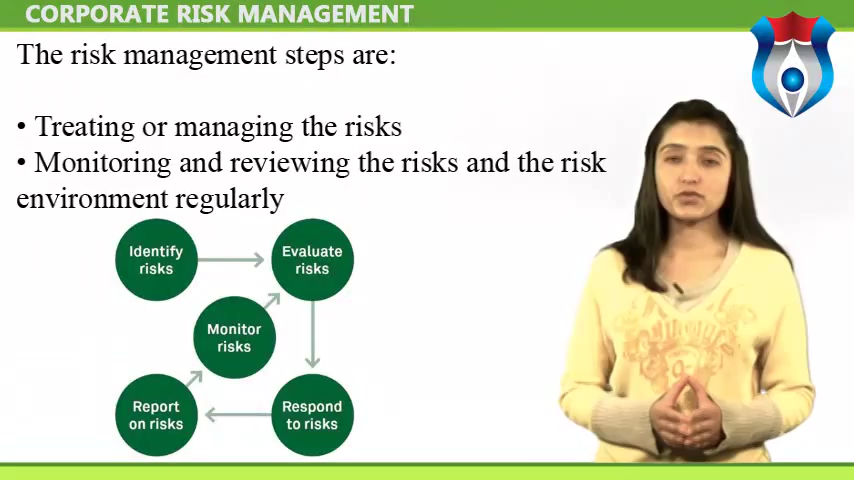 CORPORATE RISK MANAGEMENT
The risk management steps are:
• Treating or managing the risks
• Monitoring and reviewing the risks and the risk
environment regularly
Identify
risks
Evaluate
risks
Monitor
risks
Report
on risks
Respond
to risks